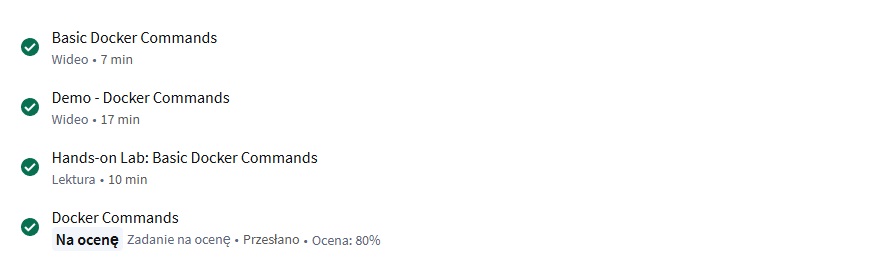 Basic Docker Commands
Wideo • 7 min
Demo - Docker Commands
Wideo • 17 min
Hands-on Lab: Basic Docker Commands
Lektura • 10 min
Docker Commands
Na ocenę Zadanie na ocenę • Przesłano • Ocena: 80%